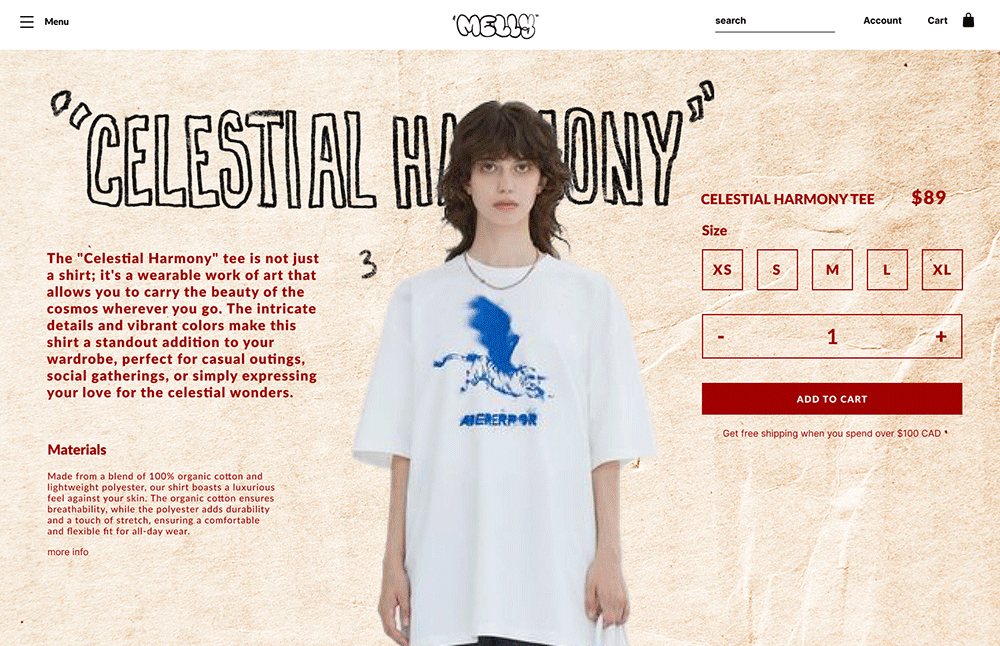 Menu
'MELLY'
search
Account
Cart
"CELESTIAL HARMONY"
CELESTIAL HARMONY TEE
$89
Size
XS
S
M
L
XL
-
1
+
ADD TO CART
Get free shipping when you spend over $100 CAD *
The "Celestial Harmony" tee is not just
a shirt; it's a wearable work of art that
allows you to carry the beauty of the
cosmos wherever you go. The intricate
details and vibrant colors make this
shirt a standout addition to your
wardrobe, perfect for casual outings,
social gatherings, or simply expressing
your love for the celestial wonders.
3
Materials
Made from a blend of 100% organic cotton and
lightweight polyester, our shirt boasts a luxurious
feel against your skin. The organic cotton ensures
breathability, while the polyester adds durability
and a touch of stretch, ensuring a comfortable
and flexible fit for all-day wear.
more info